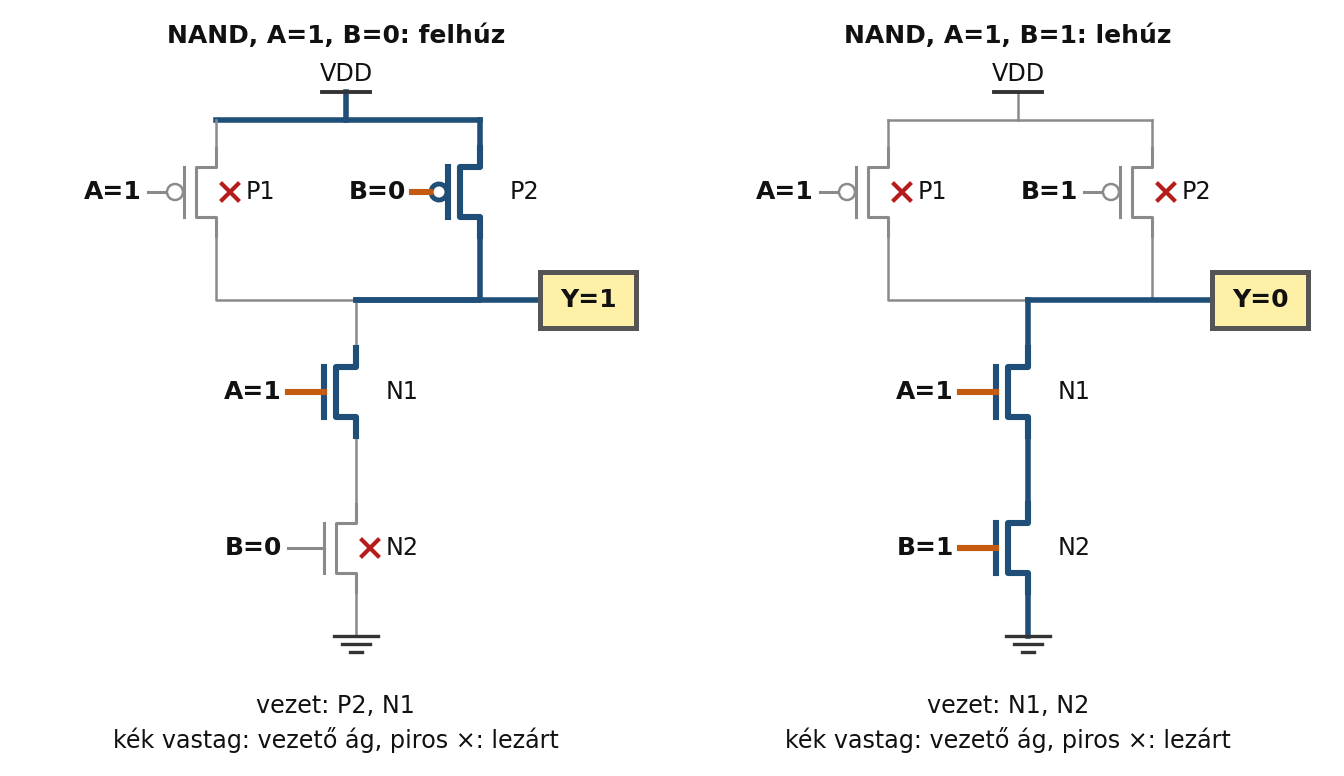 NAND, A=1, B=0: felhúz
VDD
A=1
P1
B=0
P2
Y=1
A=1
N1
B=0
N2
vezet: P2, N1
kék vastag: vezető ág, piros ×: lezárt
NAND, A=1, B=1: lehúz
VDD
A=1
P1
B=1
P2
Y=0
A=1
N1
B=1
N2
vezet: N1, N2
kék vastag: vezető ág, piros ×: lezárt